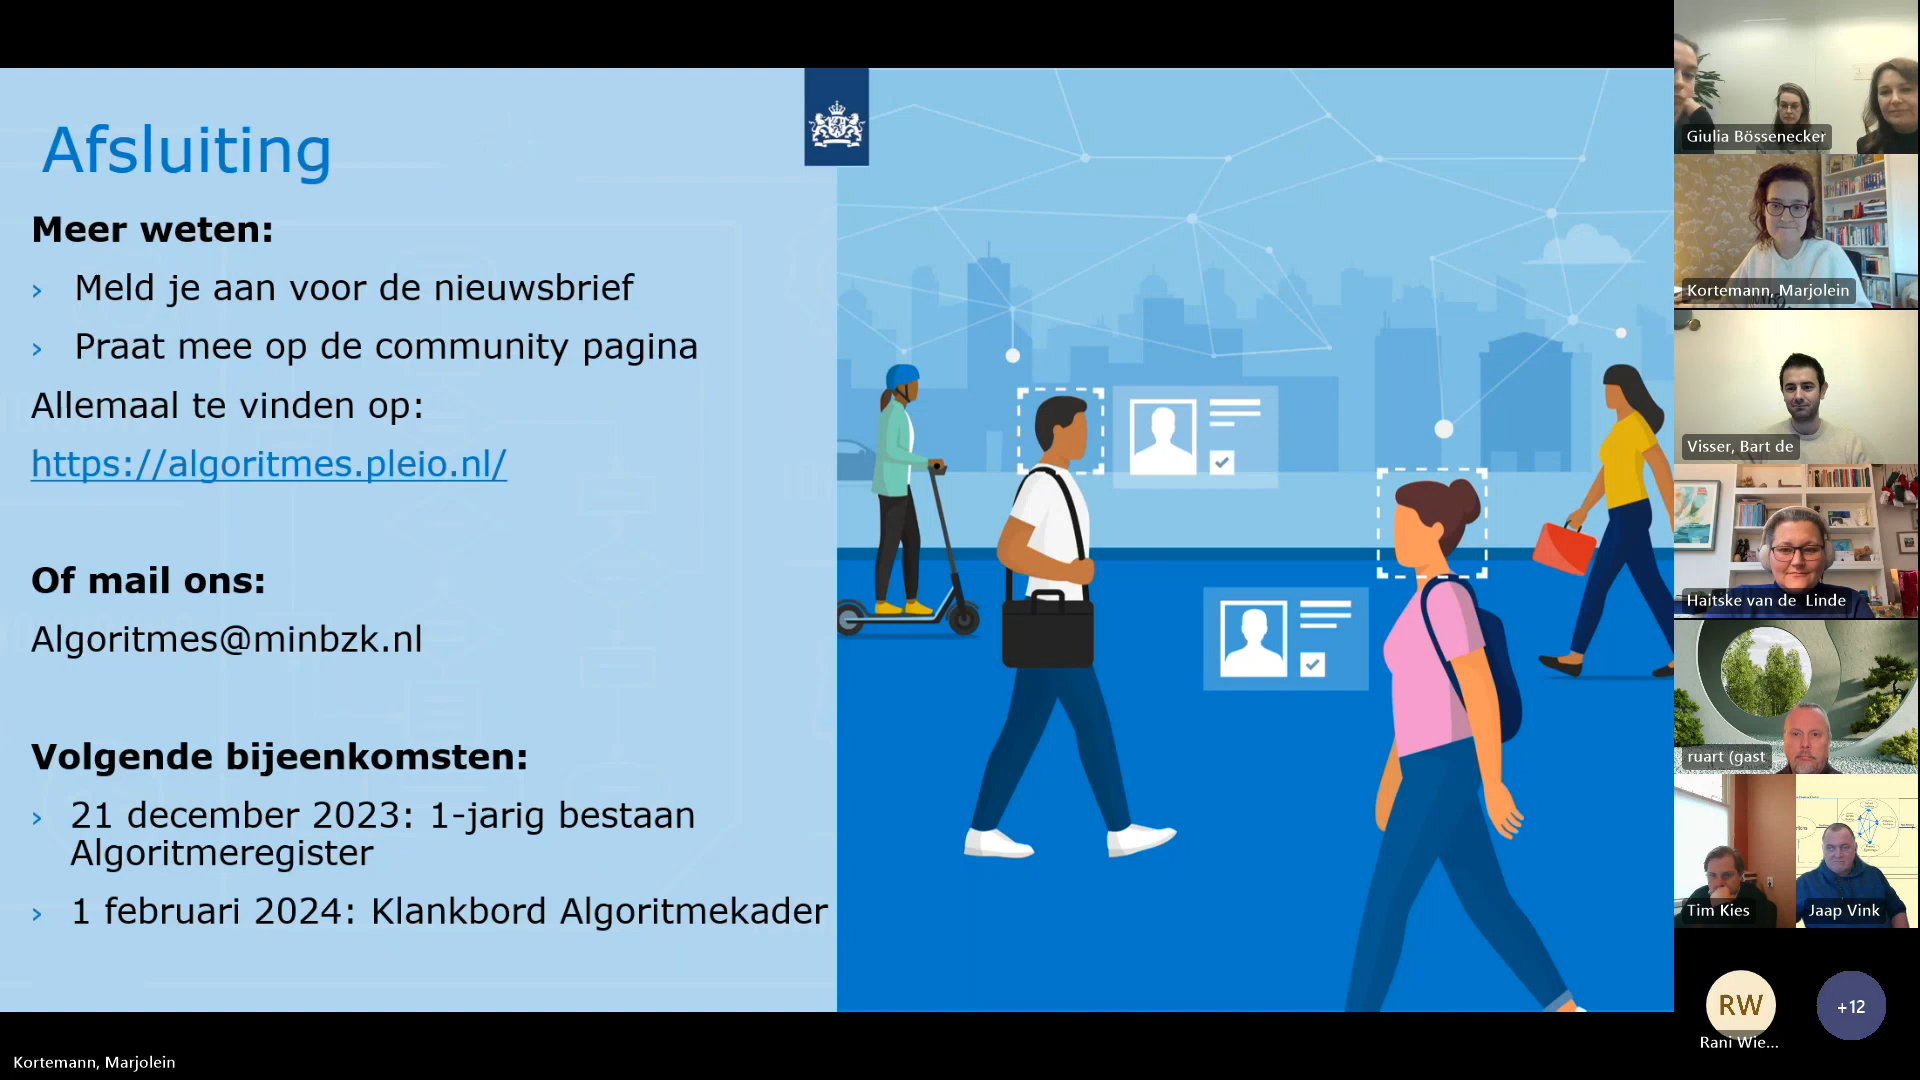 Afsluiting
Meer weten:
› Meld je aan voor de nieuwsbrief
› Praat mee op de community pagina
Allemaal te vinden op:
https://algoritmes.pleio.nl/
Of mail ons:
Algoritmes@minbzk.nl
Volgende bijeenkomsten:
› 21 december 2023: 1-jarig bestaan
Algoritmeregister
› 1 februari 2024: Klankbord Algoritmekader
Kortemann, Marjolein
Giulia Bössenecker
Kortemann, Marjolein
Visser, Bart de
Haitske van de Linde
ruart (gast
Tim Kies
Jaap Vink
RW
Rani Wie...
+12